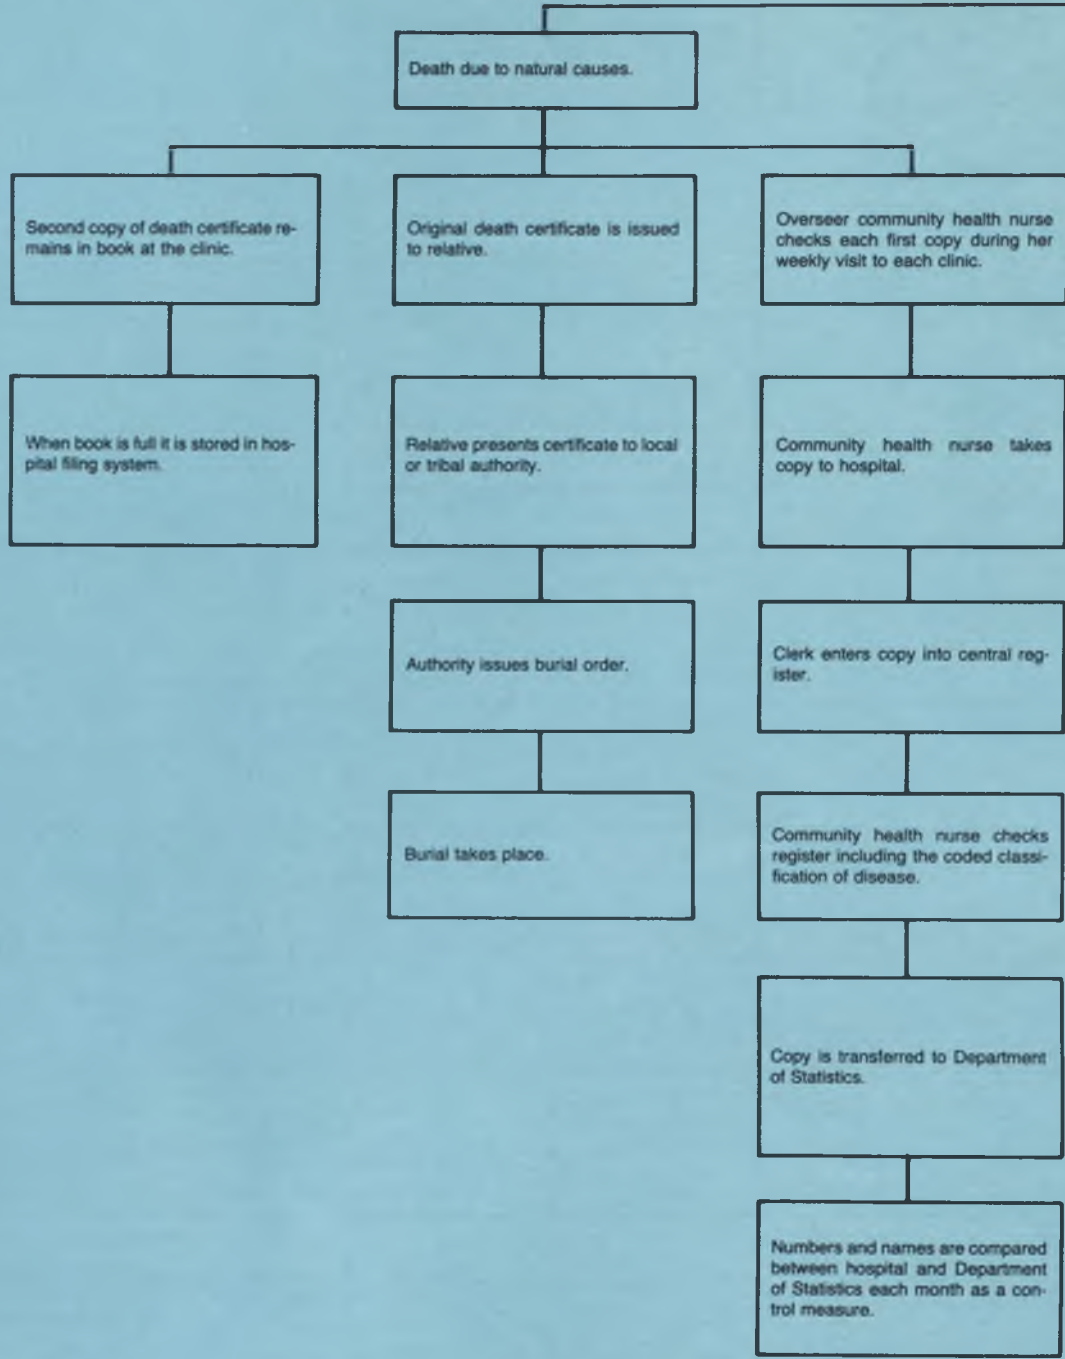 Death due to natural causes.
Second copy of death certificate re-
mains in book at the clinic.
Original death certificate is issued
to relative.
Overseer community health nurse
checks each first copy during her
weekly visit to each clinic.
When book is full it is stored in hos-
pital filing system.
Relative presents certificate to local
or tribal authority.
Community health nurse takes
copy to hospital.
Authority issues burial order.
Clerk enters copy into central reg-
ister.
Burial takes place.
Community health nurse checks
register including the coded classi-
fication of disease.
Copy is transferred to Department
of Statistics.
Numbers and names are compared
between hospital and Department
of Statistics each month as a con-
trol measure.